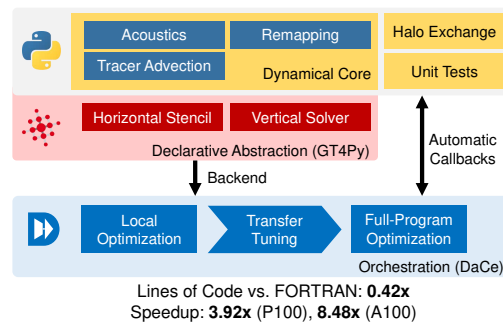 Acoustics
Remapping
Halo Exchange
Tracer Advection
Dynamical Core
Unit Tests
Horizontal Stencil
Vertical Solver
Declarative Abstraction (GT4Py)
Automatic
Callbacks
Backend
Local
Optimization
Transfer
Tuning
Full-Program
Optimization
Orchestration (DaCe)
Lines of Code vs. FORTRAN: 0.42x
Speedup: 3.92x (P100), 8.48x (A100)